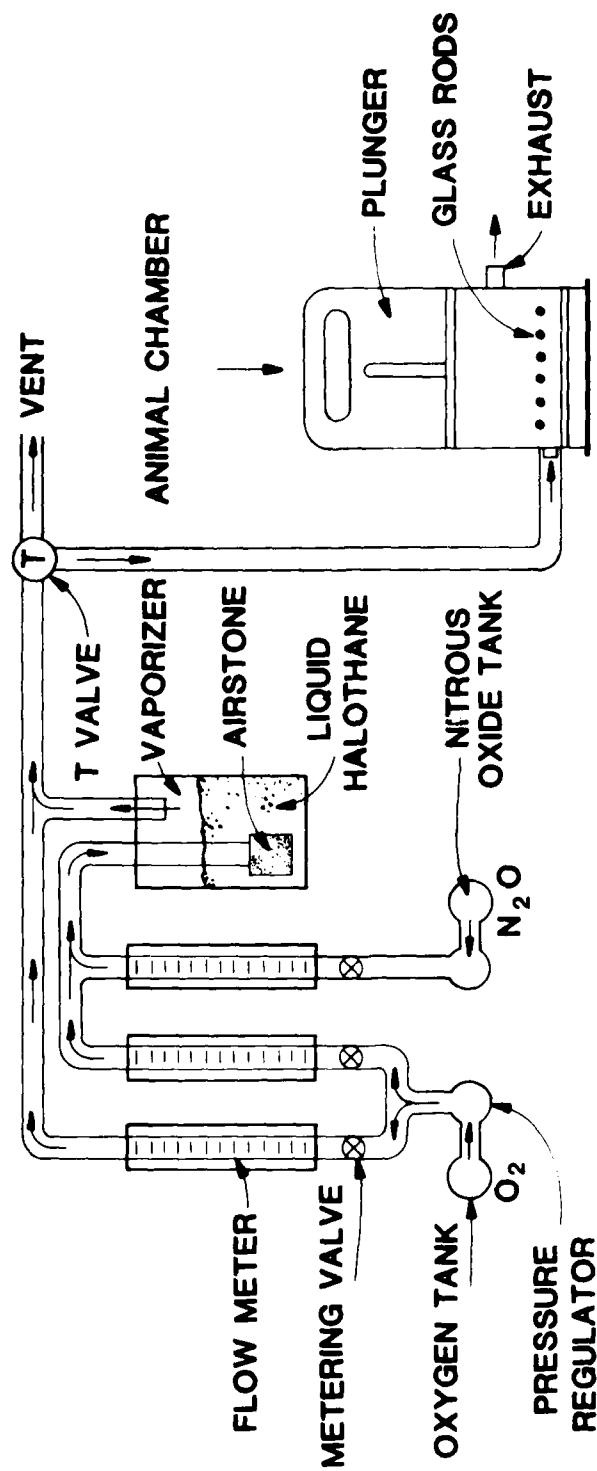 VENT
T
T VALVE
ANIMAL CHAMBER
VAPORIZER
AIRSTONE
LIQUID
HALOTHANE
PLUNGER
GLASS RODS
EXHAUST
FLOW METER
METERING VALVE
OXYGEN TANK
O2
PRESSURE
REGULATOR
N2O
NITROUS
OXIDE TANK